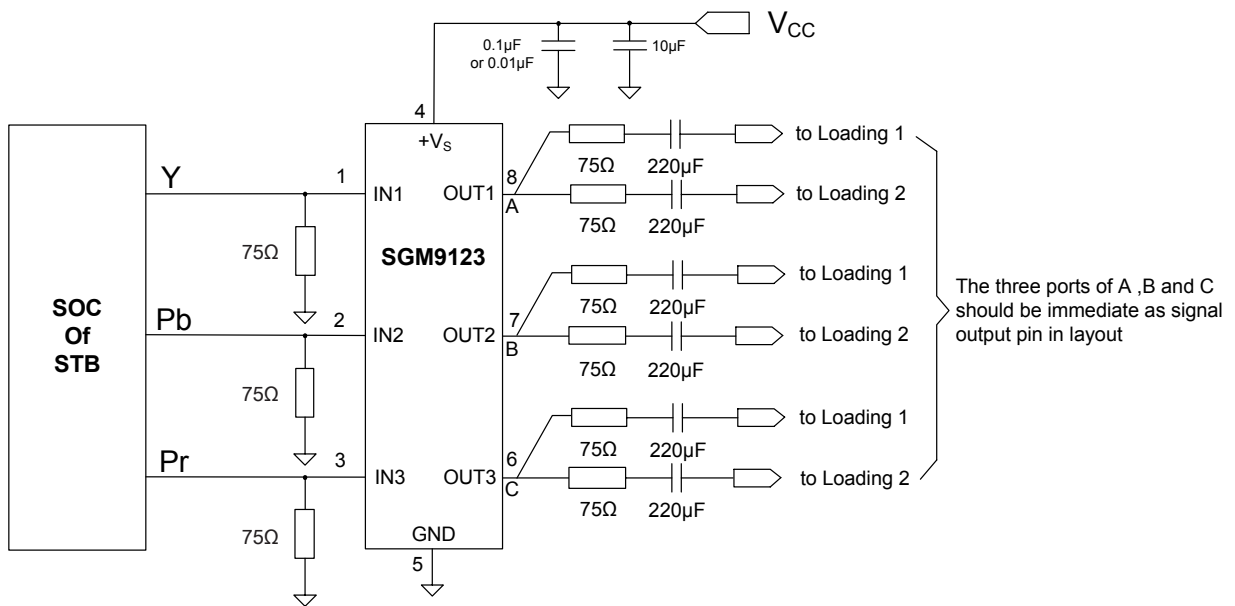 V_CC
0.1µF
or 0.01µF
10µF
4
+V_S
to Loading 1
75Ω
220µF
Y
1
IN1
OUT1
8
A
to Loading 2
75Ω
220µF
75Ω
SGM9123
to Loading 1
75Ω
220µF
The three ports of A ,B and C
should be immediate as signal
output pin in layout
SOC
Of
STB
Pb
2
IN2
OUT2
7
B
to Loading 2
75Ω
220µF
75Ω
to Loading 1
75Ω
220µF
Pr
3
IN3
OUT3
6
C
to Loading 2
75Ω
220µF
75Ω
GND
5